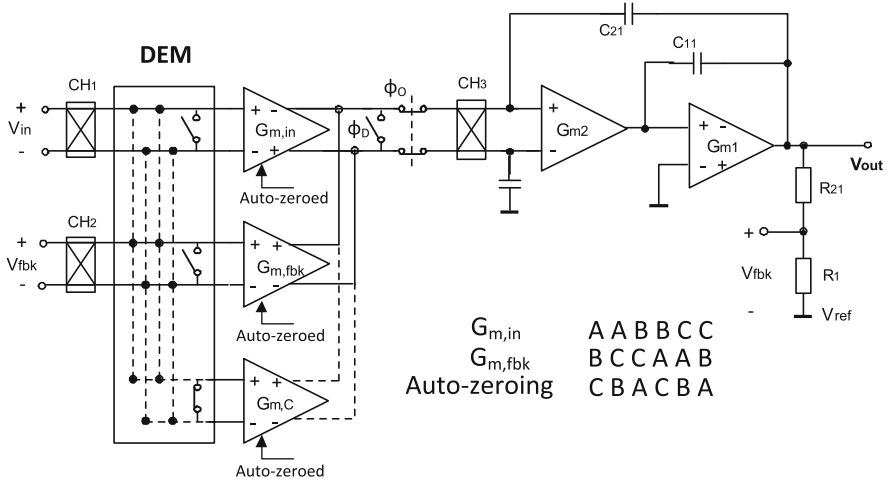 DEM
CH1
+
Vin
-
+ -
Gm,in
- +
Auto-zeroed
ΦO
ΦD
CH3
C21
C11
+
Gm2
-
+ -
Gm1
-
Vout
R21
+
Vfbk
-
R1
Vref
CH2
+
Vfbk
-
+ +
Gm,fbk
- -
Auto-zeroed
+ +
Gm,C
- -
Auto-zeroed
Gm,in A A B B C C
Gm,fbk B C C A A B
Auto-zeroing C B A C B A